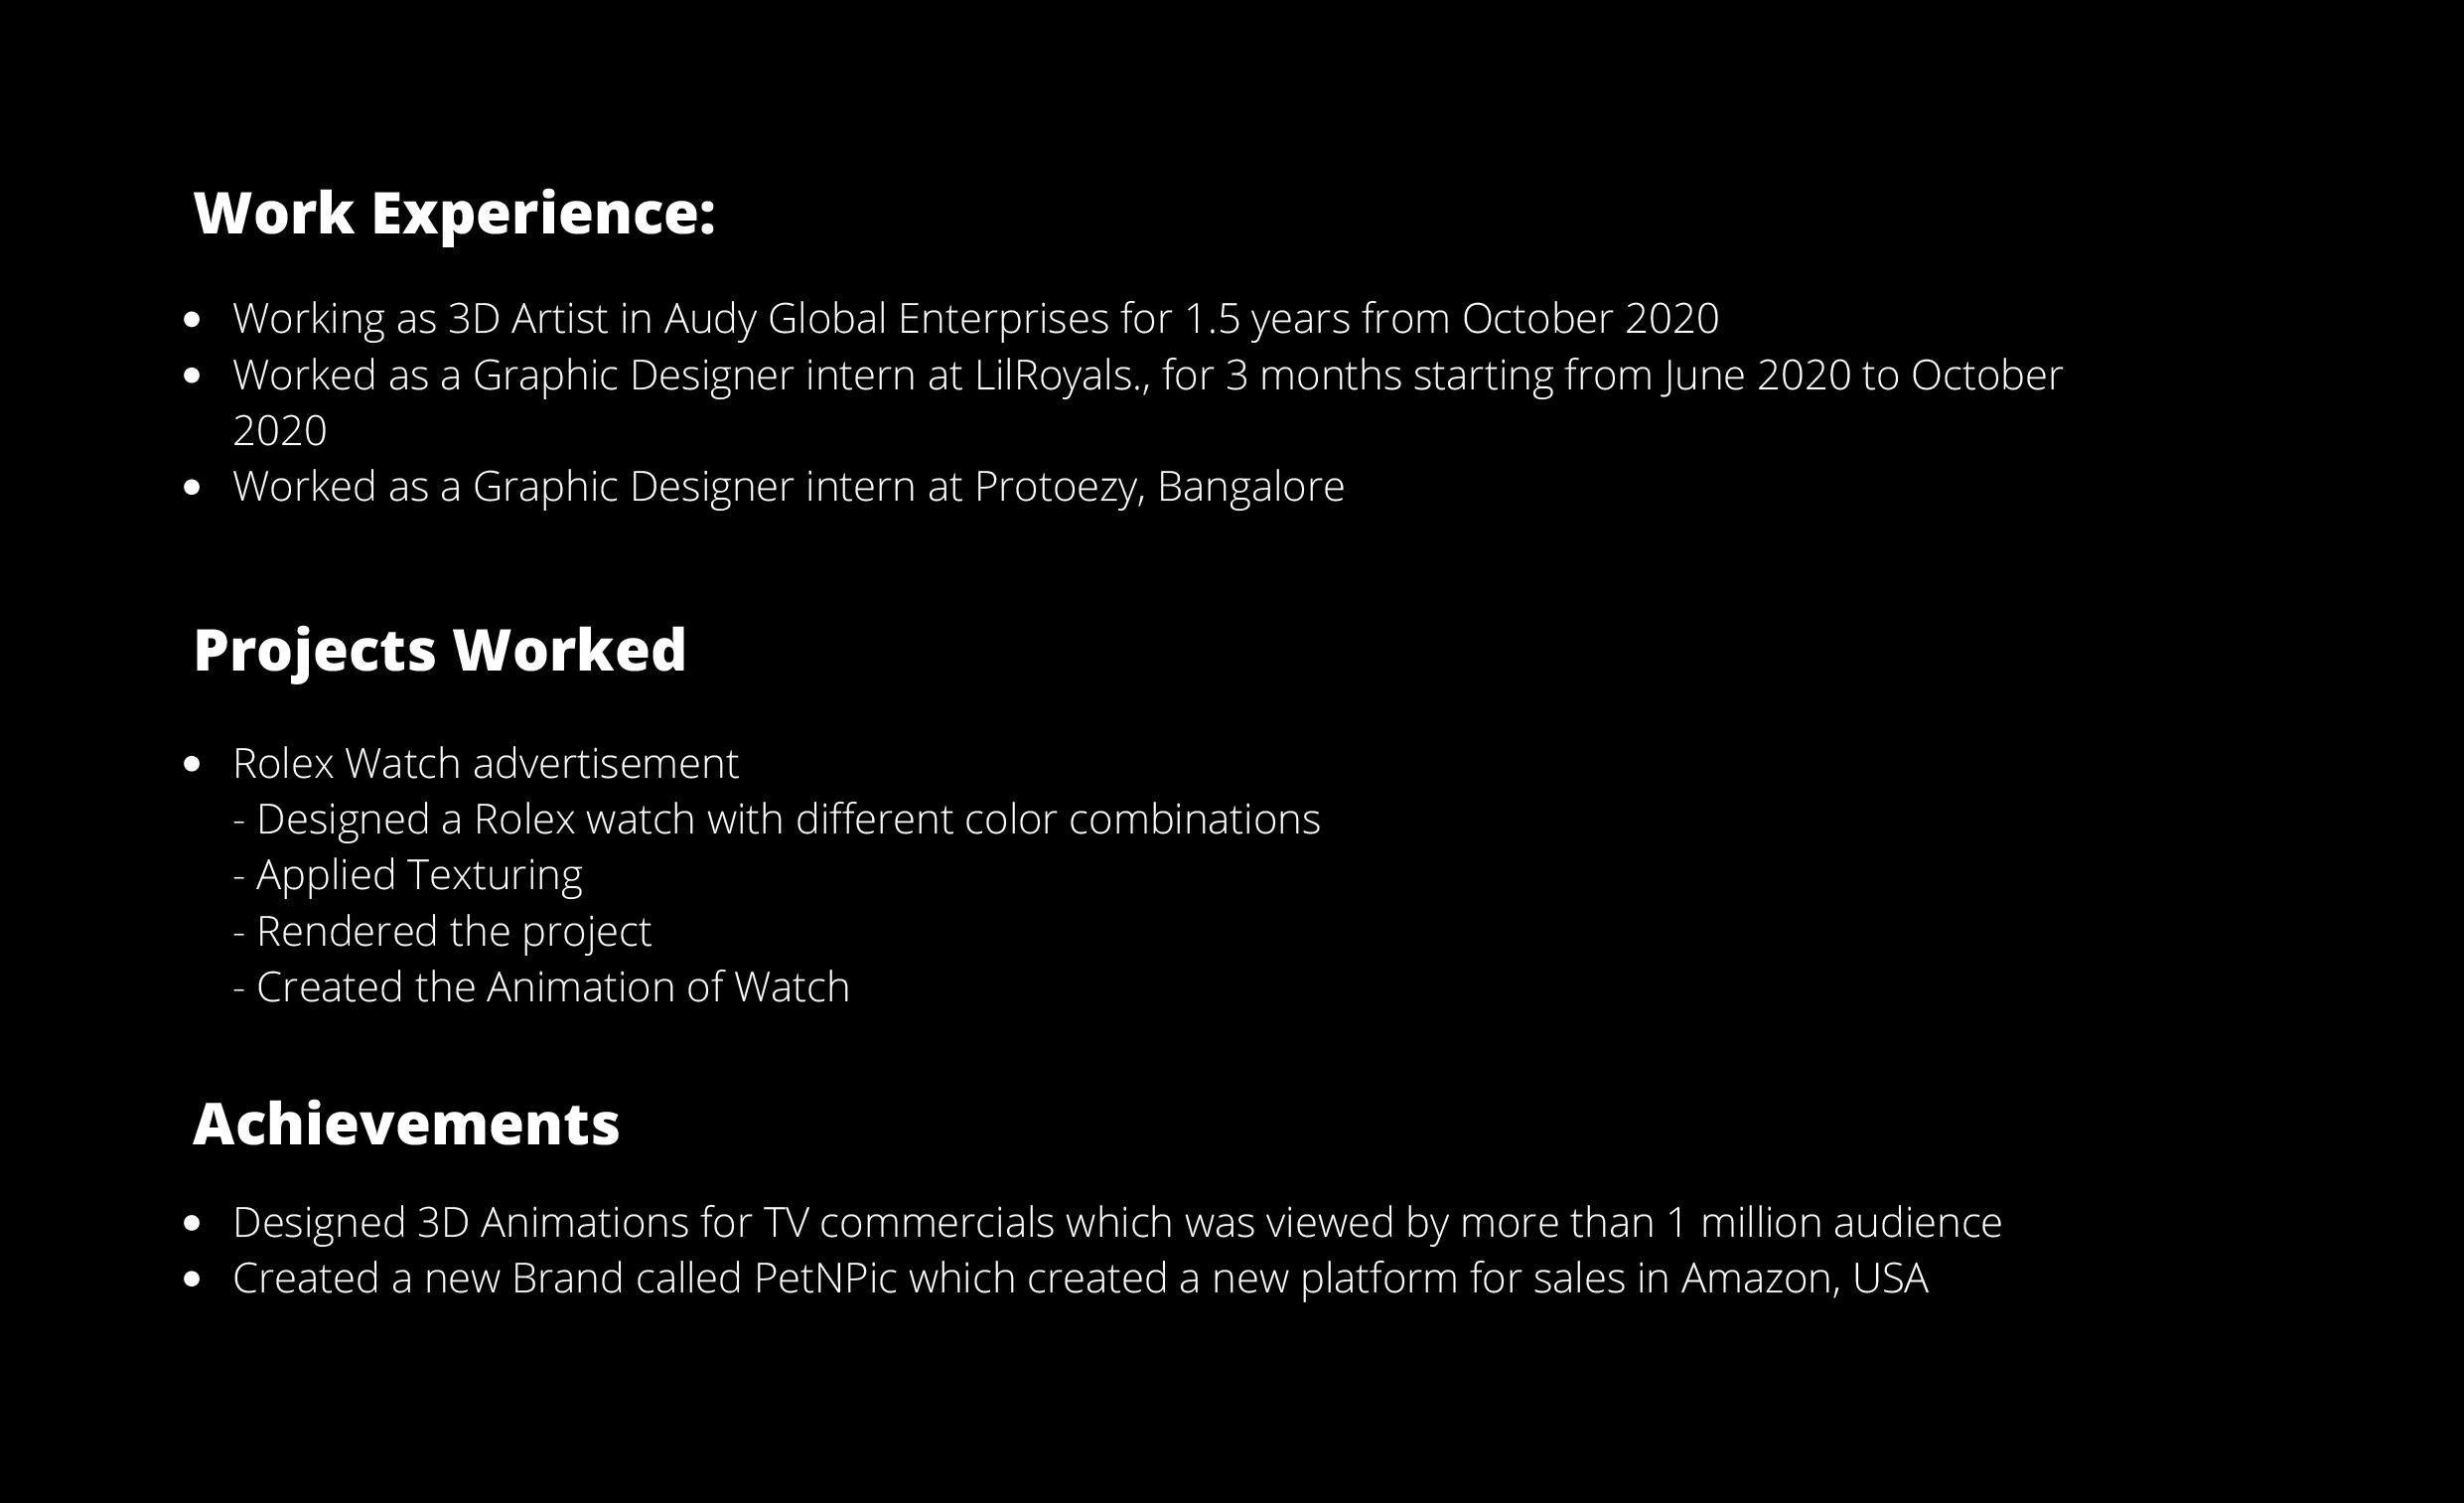 Work Experience:
• Working as 3D Artist in Audy Global Enterprises for 1.5 years from October 2020
• Worked as a Graphic Designer intern at LilRoyals., for 3 months starting from June 2020 to October
2020
• Worked as a Graphic Designer intern at Protoezy, Bangalore
Projects Worked
• Rolex Watch advertisement
- Designed a Rolex watch with different color combinations
- Applied Texturing
- Rendered the project
- Created the Animation of Watch
Achievements
• Designed 3D Animations for TV commercials which was viewed by more than 1 million audience
• Created a new Brand called PetNPic which created a new platform for sales in Amazon, USA